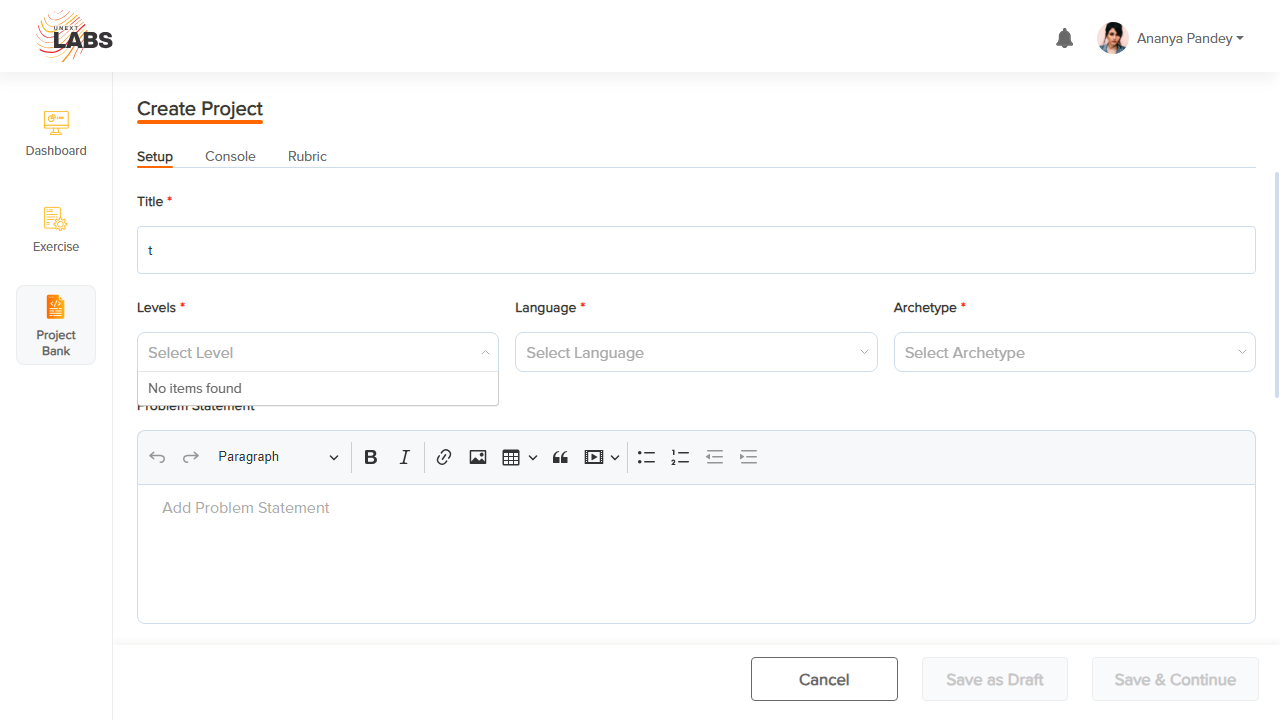 UNEXT
LABS
Ananya Pandey
Dashboard
Exercise
Project
Bank
Create Project
Setup
Console
Rubric
Title *
t
Levels *
Language *
Archetype *
Select Level
Select Language
Select Archetype
No items found
Problem Statement
Paragraph
Add Problem Statement
Cancel
Save as Draft
Save & Continue